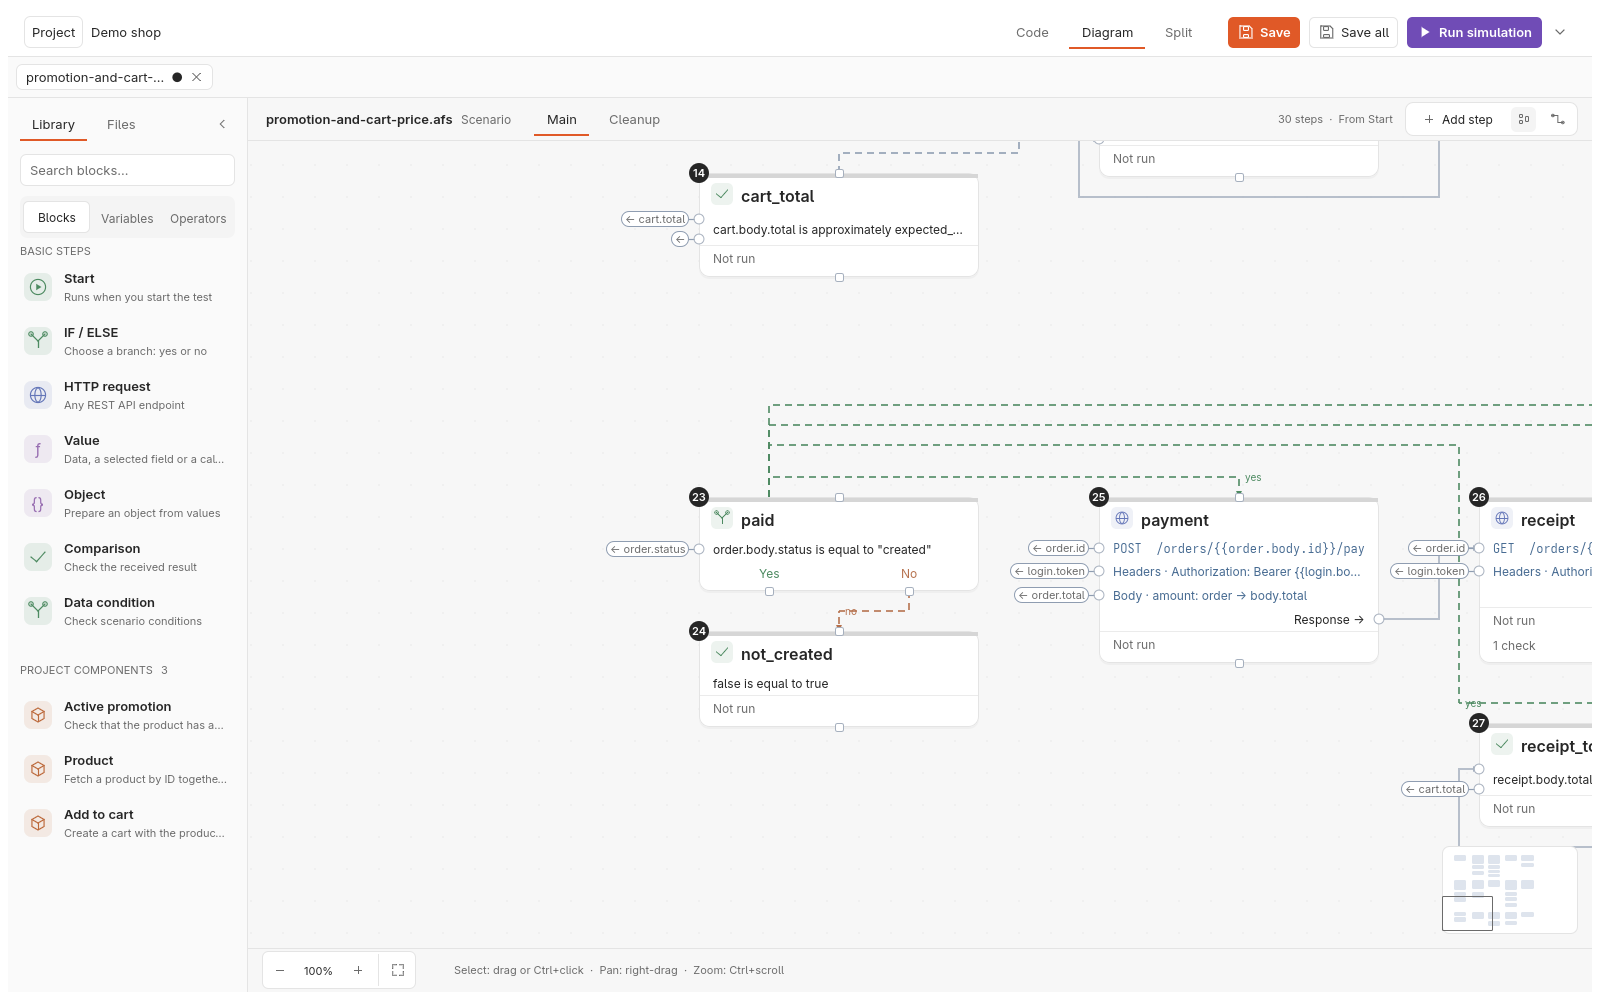 Project
Demo shop
Code
Diagram
Split
Save
Save all
Run simulation
promotion-and-cart-...
Library
Files
promotion-and-cart-price.afs
Scenario
Main
Cleanup
30 steps · From Start
Add step
Search blocks...
Blocks
Variables
Operators
BASIC STEPS
Start
Runs when you start the test
IF / ELSE
Choose a branch: yes or no
HTTP request
Any REST API endpoint
Value
Data, a selected field or a cal...
Object
Prepare an object from values
Comparison
Check the received result
Data condition
Check scenario conditions
PROJECT COMPONENTS 3
Active promotion
Check that the product has a...
Product
Fetch a product by ID togethe...
Add to cart
Create a cart with the produc...
Not run
14
cart_total
← cart.total
cart.body.total is approximately expected_...
←
Not run
yes
23
paid
← order.status
order.body.status is equal to "created"
Yes
No
no
24
not_created
false is equal to true
Not run
25
payment
← order.id
POST /orders/{{order.body.id}}/pay
← login.token
Headers · Authorization: Bearer {{login.bo...
← order.total
Body · amount: order → body.total
Response →
Not run
26
receipt
← order.id
GET /orders/{
← login.token
Headers · Authori
Not run
1 check
yes
27
receipt_to
receipt.body.total
← cart.total
Not run
− 100% +
Select: drag or Ctrl+click · Pan: right-drag · Zoom: Ctrl+scroll